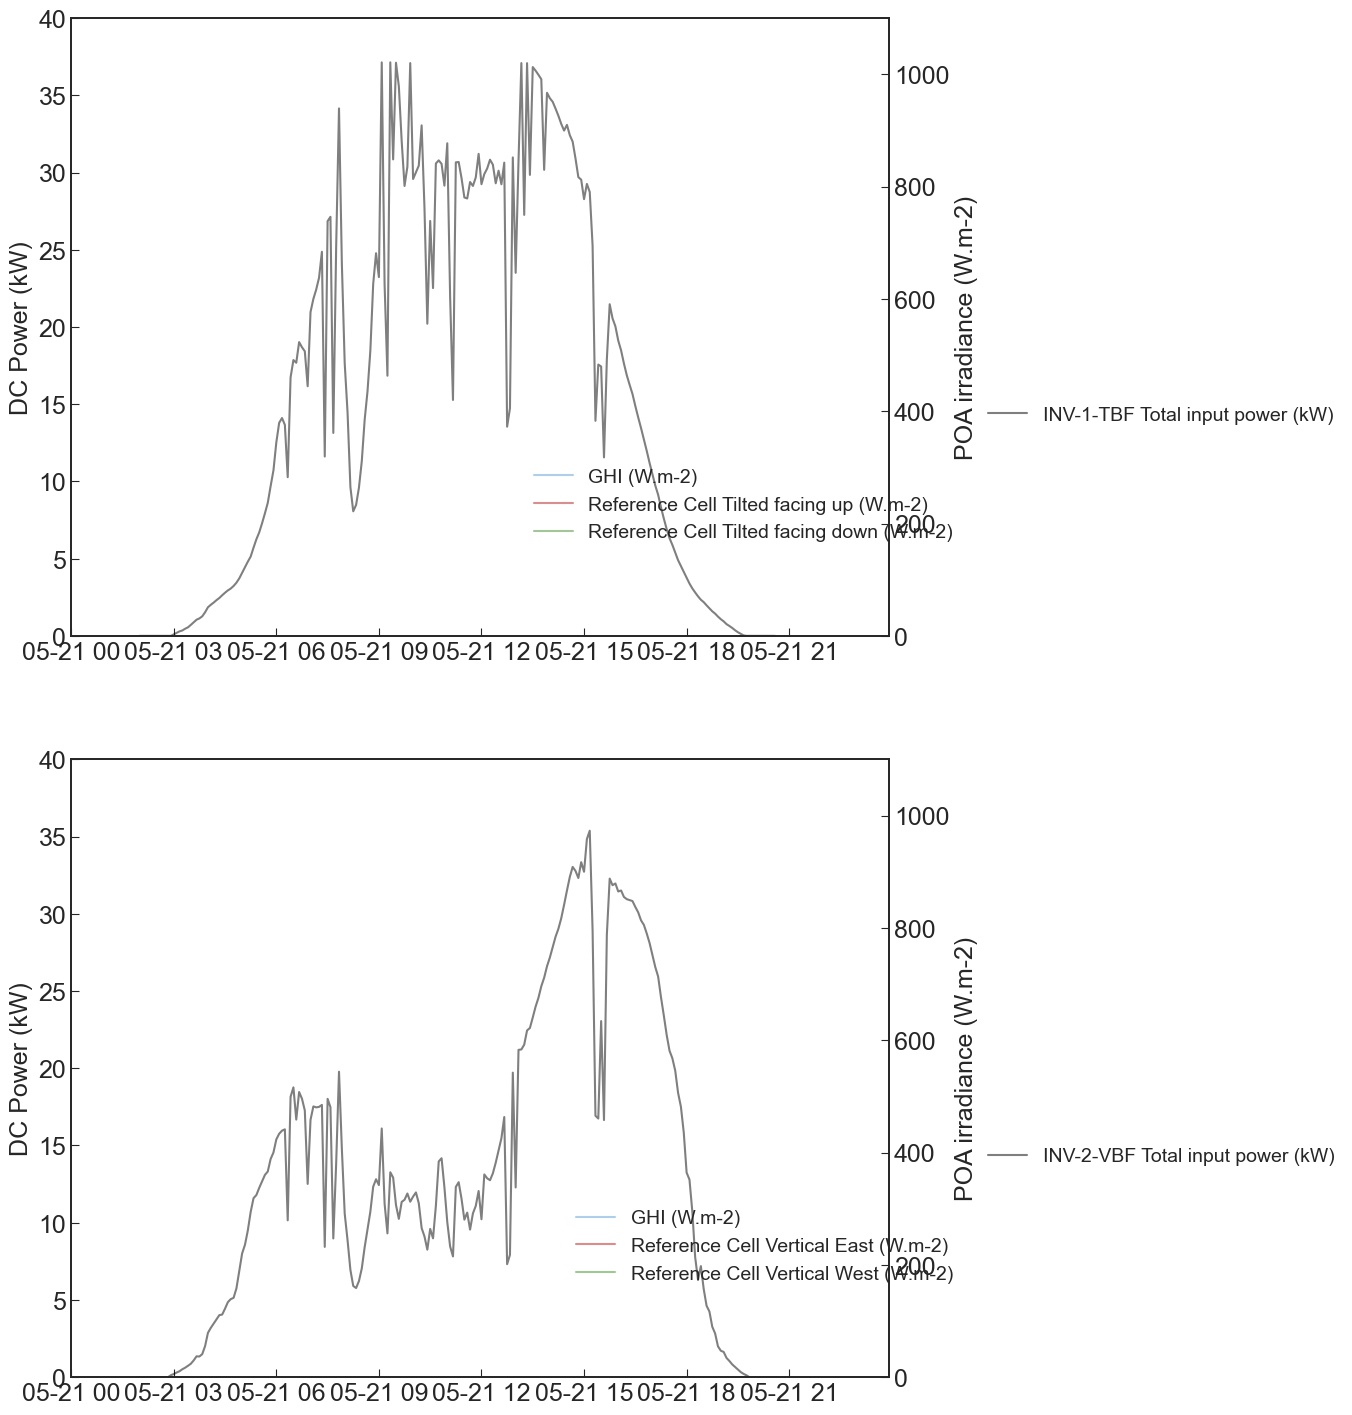 40
35
30
25
20
15
10
5
0
DC Power (kW)
1000
800
600
400
200
0
POA irradiance (W.m-2)
INV-1-TBF Total input power (kW)
GHI (W.m-2)
Reference Cell Tilted facing up (W.m-2)
Reference Cell Tilted facing down (W.m-2)
05-21 00 05-21 03 05-21 06 05-21 09 05-21 12 05-21 15 05-21 18 05-21 21
40
35
30
25
20
15
10
5
0
DC Power (kW)
1000
800
600
400
200
0
POA irradiance (W.m-2)
INV-2-VBF Total input power (kW)
GHI (W.m-2)
Reference Cell Vertical East (W.m-2)
Reference Cell Vertical West (W.m-2)
05-21 00 05-21 03 05-21 06 05-21 09 05-21 12 05-21 15 05-21 18 05-21 21